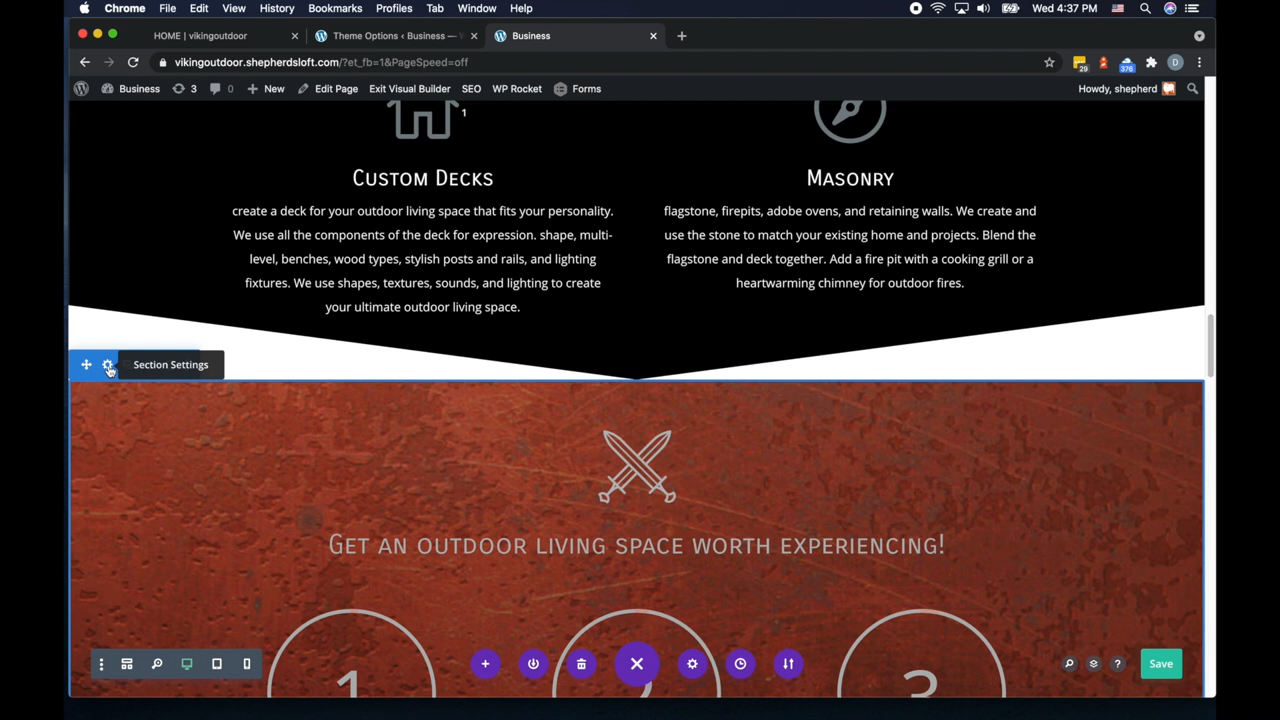 Chrome File Edit View History Bookmarks Profiles Tab Window Help Wed 4:37 PM
HOME | vikingoutdoor Theme Options ‹ Business — Business
vikingoutdoor.shepherdsloft.com/?et_fb=1&PageSpeed=off 29 376 D
Business 3 0 New Edit Page Exit Visual Builder SEO WP Rocket Forms Howdy, shepherd
1
Custom Decks
create a deck for your outdoor living space that fits your personality.
We use all the components of the deck for expression. shape, multi-
level, benches, wood types, stylish posts and rails, and lighting
fixtures. We use shapes, textures, sounds, and lighting to create
your ultimate outdoor living space.
Masonry
flagstone, firepits, adobe ovens, and retaining walls. We create and
use the stone to match your existing home and projects. Blend the
flagstone and deck together. Add a fire pit with a cooking grill or a
heartwarming chimney for outdoor fires.
Section Settings
Get an outdoor living space worth experiencing!
1 2 3
Save